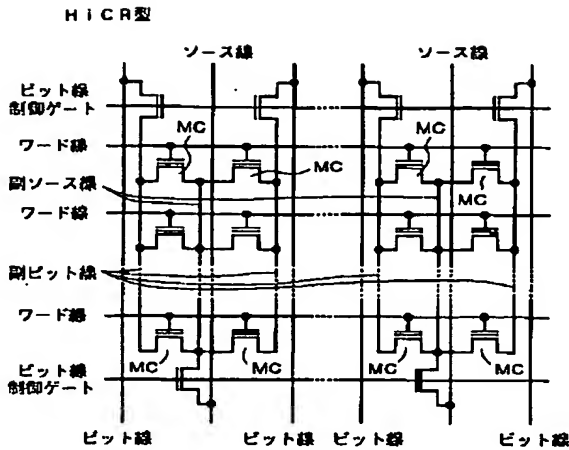 HiCR型
ソース線 ソース線
ビット線
制御ゲート
ワード線
MC MC MC MC
副ソース線
ワード線
副ビット線
ワード線
MC MC MC MC
ビット線
制御ゲート
ビット線 ビット線 ビット線 ビット線